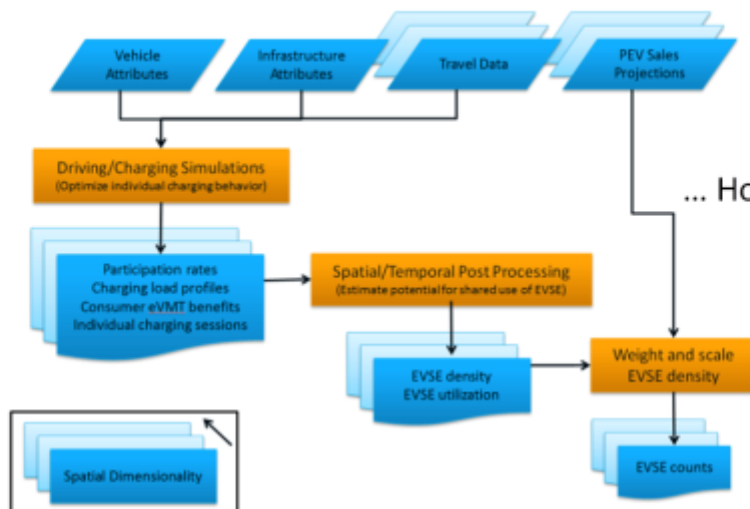 Vehicle
Attributes
Infrastructure
Attributes
Travel Data
PEV Sales
Projections
Driving/Charging Simulations
(Optimize individual charging behavior)
... Ho
Participation rates
Charging load profiles
Consumer eVMT benefits
Individual charging sessions
Spatial/Temporal Post Processing
(Estimate potential for shared use of EVSE)
EVSE density
EVSE utilization
Weight and scale
EVSE density
Spatial Dimensionality
EVSE counts